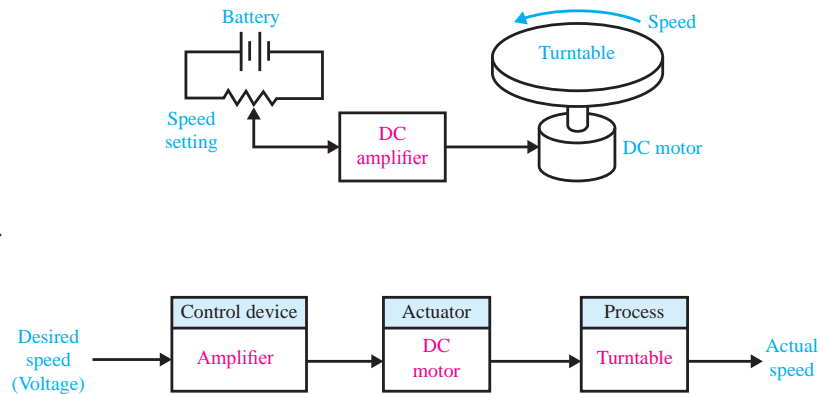 Battery
Speed
Turntable
Speed
setting
DC
amplifier
DC motor
Control device
Actuator
Process
Desired
speed
(Voltage)
Amplifier
DC
motor
Turntable
Actual
speed